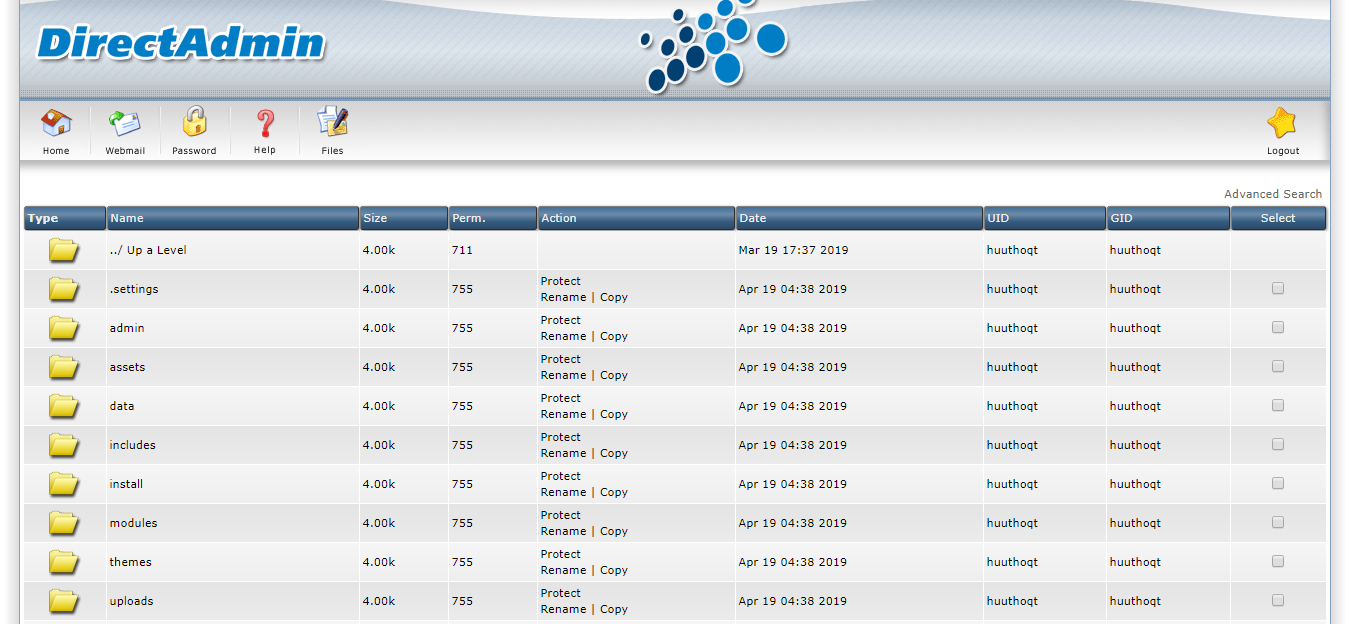 DirectAdmin
Home Webmail Password Help Files Logout
Advanced Search
Type Name Size Perm. Action Date UID GID Select
../ Up a Level 4.00k 711 Mar 19 17:37 2019 huuthoqt huuthoqt
.settings 4.00k 755 Protect Apr 19 04:38 2019 huuthoqt huuthoqt
Rename | Copy
admin 4.00k 755 Protect Apr 19 04:38 2019 huuthoqt huuthoqt
Rename | Copy
assets 4.00k 755 Protect Apr 19 04:38 2019 huuthoqt huuthoqt
Rename | Copy
data 4.00k 755 Protect Apr 19 04:38 2019 huuthoqt huuthoqt
Rename | Copy
includes 4.00k 755 Protect Apr 19 04:38 2019 huuthoqt huuthoqt
Rename | Copy
install 4.00k 755 Protect Apr 19 04:38 2019 huuthoqt huuthoqt
Rename | Copy
modules 4.00k 755 Protect Apr 19 04:38 2019 huuthoqt huuthoqt
Rename | Copy
themes 4.00k 755 Protect Apr 19 04:38 2019 huuthoqt huuthoqt
Rename | Copy
uploads 4.00k 755 Protect Apr 19 04:38 2019 huuthoqt huuthoqt
Rename | Copy